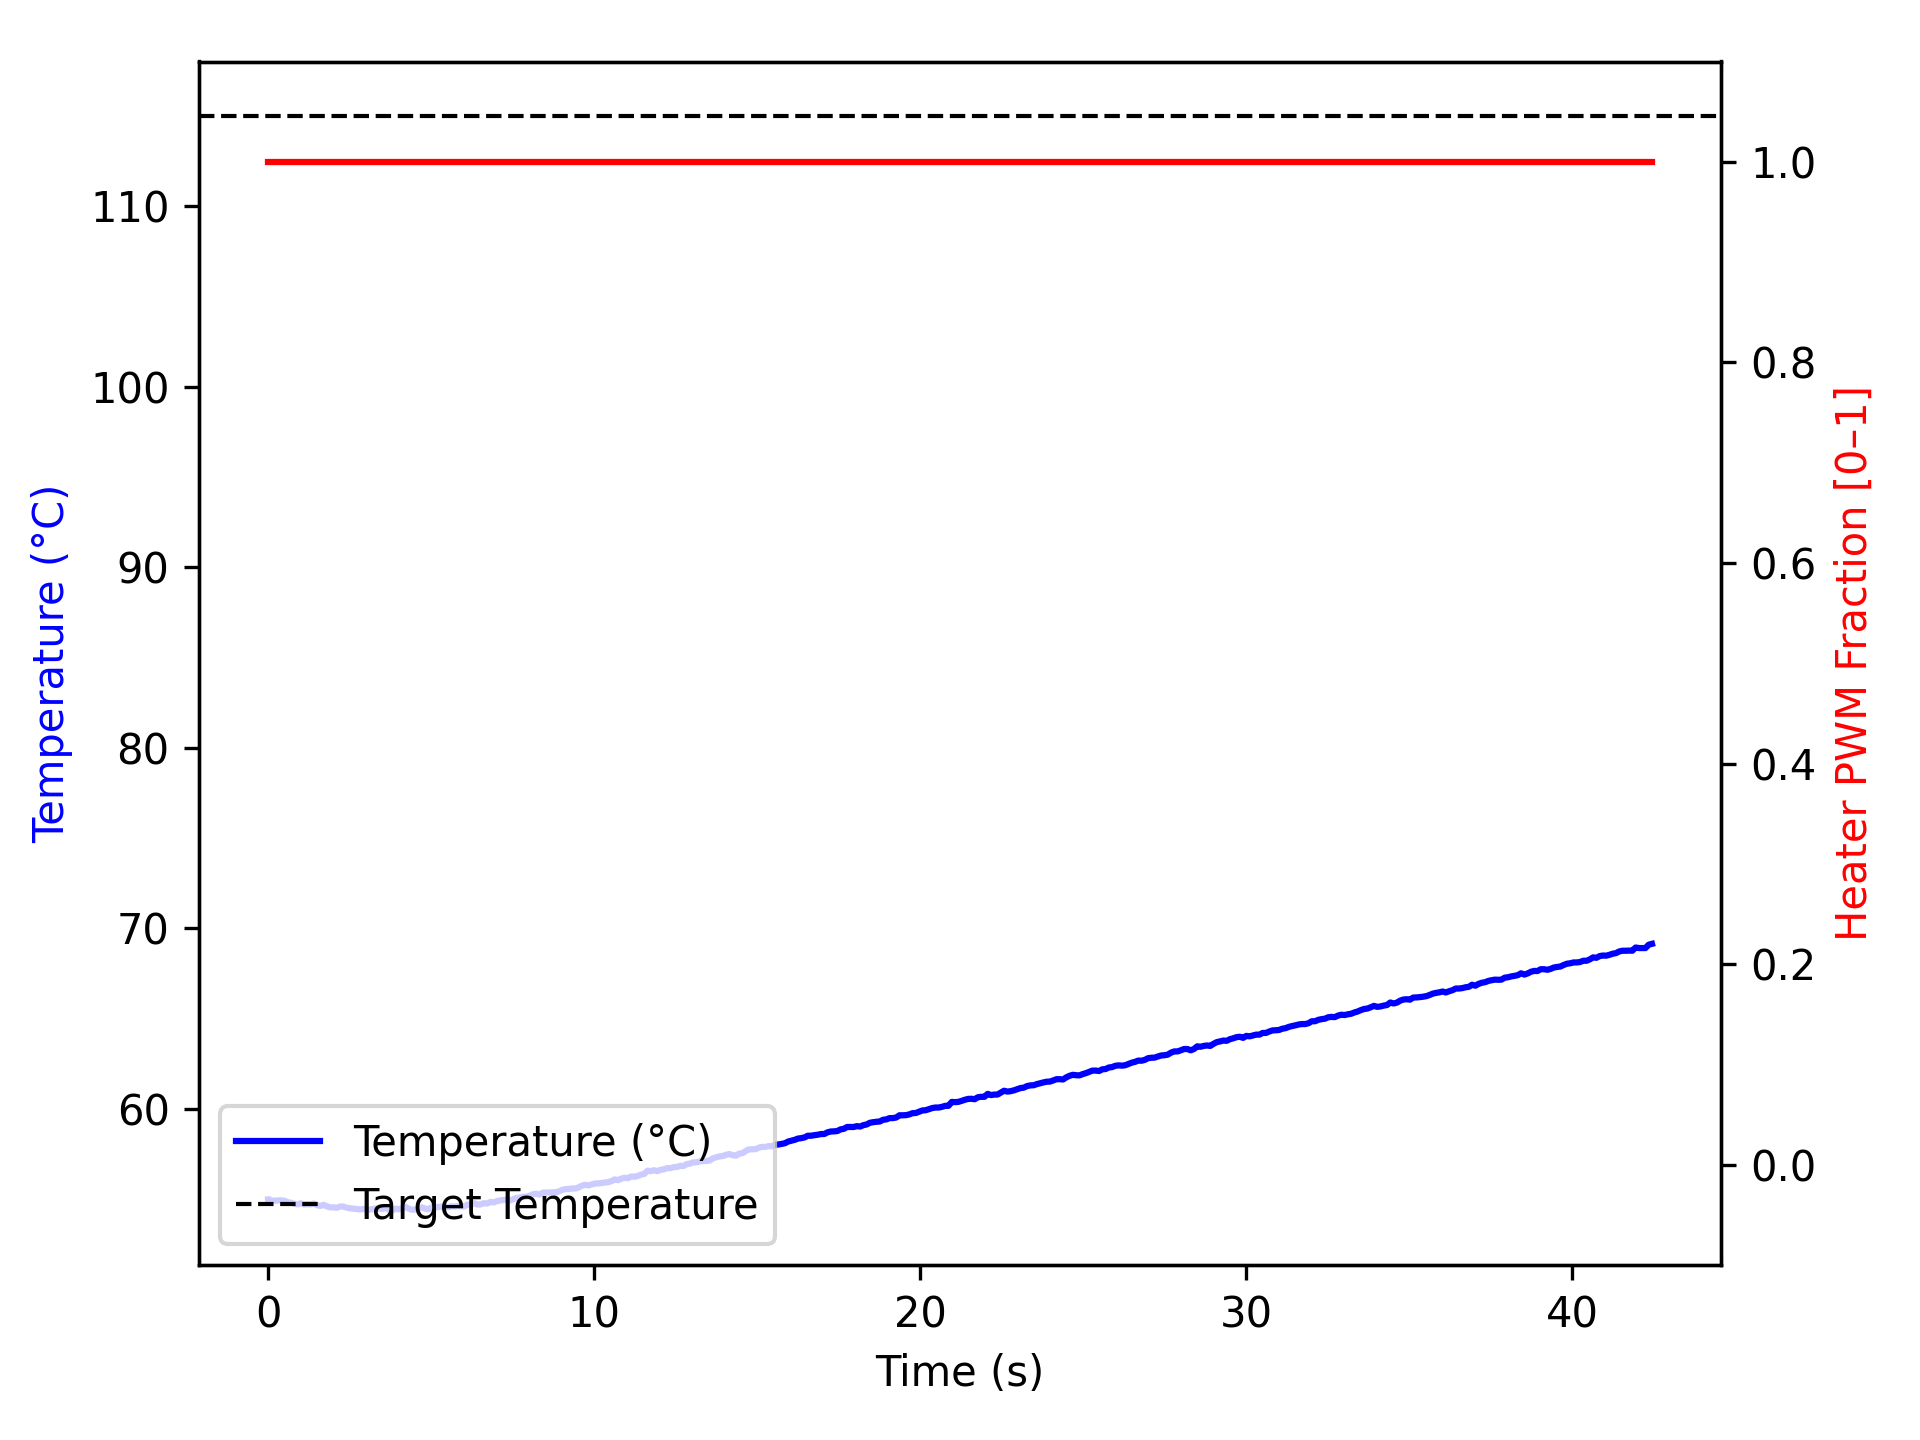 110
100
90
80
70
60
Temperature (°C)
1.0
0.8
0.6
0.4
0.2
0.0
Heater PWM Fraction [0–1]
Temperature (°C)
Target Temperature
0 10 20 30 40
Time (s)